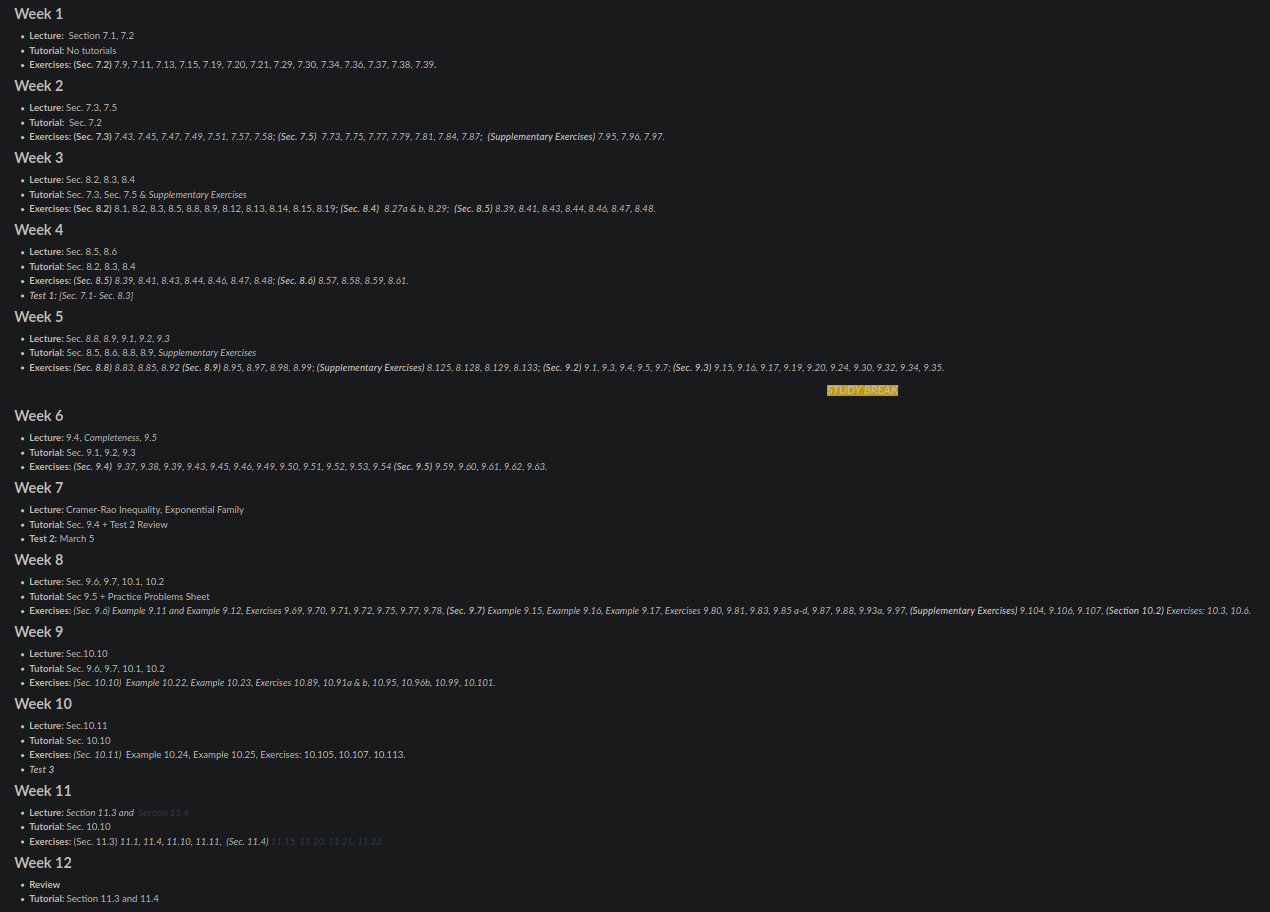 Week 1
• Lecture: Section 7.1, 7.2
• Tutorial: No tutorials
• Exercises: (Sec. 7.2) 7.9, 7.11, 7.13, 7.15, 7.19, 7.20, 7.21, 7.29, 7.30, 7.34, 7.36, 7.37, 7.38, 7.39.
Week 2
• Lecture: Sec. 7.3, 7.5
• Tutorial: Sec. 7.2
• Exercises: (Sec. 7.3) 7.43, 7.45, 7.47, 7.49, 7.51, 7.57, 7.58; (Sec. 7.5) 7.73, 7.75, 7.77, 7.79, 7.81, 7.84, 7.87; (Supplementary Exercises) 7.95, 7.96, 7.97.
Week 3
• Lecture: Sec. 8.2, 8.3, 8.4
• Tutorial: Sec. 7.3, Sec. 7.5 & Supplementary Exercises
• Exercises: (Sec. 8.2) 8.1, 8.2, 8.3, 8.5, 8.8, 8.9, 8.12, 8.13, 8.14, 8.15, 8.19; (Sec. 8.4) 8.27a & b, 8.29; (Sec. 8.5) 8.39, 8.41, 8.43, 8.44, 8.46, 8.47, 8.48.
Week 4
• Lecture: Sec. 8.5, 8.6
• Tutorial: Sec. 8.2, 8.3, 8.4
• Exercises: (Sec. 8.5) 8.39, 8.41, 8.43, 8.44, 8.46, 8.47, 8.48; (Sec. 8.6) 8.57, 8.58, 8.59, 8.61.
• Test 1: [Sec. 7.1- Sec. 8.3]
Week 5
• Lecture: Sec. 8.8, 8.9, 9.1, 9.2, 9.3
• Tutorial: Sec. 8.5, 8.6, 8.8, 8.9, Supplementary Exercises
• Exercises: (Sec. 8.8) 8.83, 8.85, 8.92 (Sec. 8.9) 8.95, 8.97, 8.98, 8.99; (Supplementary Exercises) 8.125, 8.128, 8.129, 8.133; (Sec. 9.2) 9.1, 9.3, 9.4, 9.5, 9.7; (Sec. 9.3) 9.15, 9.16, 9.17, 9.19, 9.20, 9.24, 9.30, 9.32, 9.34, 9.35.
STUDY BREAK
Week 6
• Lecture: 9.4, Completeness, 9.5
• Tutorial: Sec. 9.1, 9.2, 9.3
• Exercises: (Sec. 9.4) 9.37, 9.38, 9.39, 9.43, 9.45, 9.46, 9.49, 9.50, 9.51, 9.52, 9.53, 9.54 (Sec. 9.5) 9.59, 9.60, 9.61, 9.62, 9.63.
Week 7
• Lecture: Cramer-Rao Inequality, Exponential Family
• Tutorial: Sec. 9.4 + Test 2 Review
• Test 2: March 5
Week 8
• Lecture: Sec. 9.6, 9.7, 10.1, 10.2
• Tutorial: Sec 9.5 + Practice Problems Sheet
• Exercises: (Sec. 9.6) Example 9.11 and Example 9.12, Exercises 9.69, 9.70, 9.71, 9.72, 9.75, 9.77, 9.78, (Sec. 9.7) Example 9.15, Example 9.16, Example 9.17, Exercises 9.80, 9.81, 9.83, 9.85 a-d, 9.87, 9.88, 9.93a, 9.97, (Supplementary Exercises) 9.104, 9.106, 9.107, (Section 10.2) Exercises: 10.3, 10.6.
Week 9
• Lecture: Sec.10.10
• Tutorial: Sec. 9.6, 9.7, 10.1, 10.2
• Exercises: (Sec. 10.10) Example 10.22, Example 10.23, Exercises 10.89, 10.91a & b, 10.95, 10.96b, 10.99, 10.101.
Week 10
• Lecture: Sec.10.11
• Tutorial: Sec. 10.10
• Exercises: (Sec. 10.11) Example 10.24, Example 10.25, Exercises: 10.105, 10.107, 10.113.
• Test 3
Week 11
• Lecture: Section 11.3 and Section 11.4
• Tutorial: Sec. 10.10
• Exercises: (Sec. 11.3) 11.1, 11.4, 11.10, 11.11, (Sec. 11.4) 11.15, 11.20, 11.21, 11.22.
Week 12
• Review
• Tutorial: Section 11.3 and 11.4